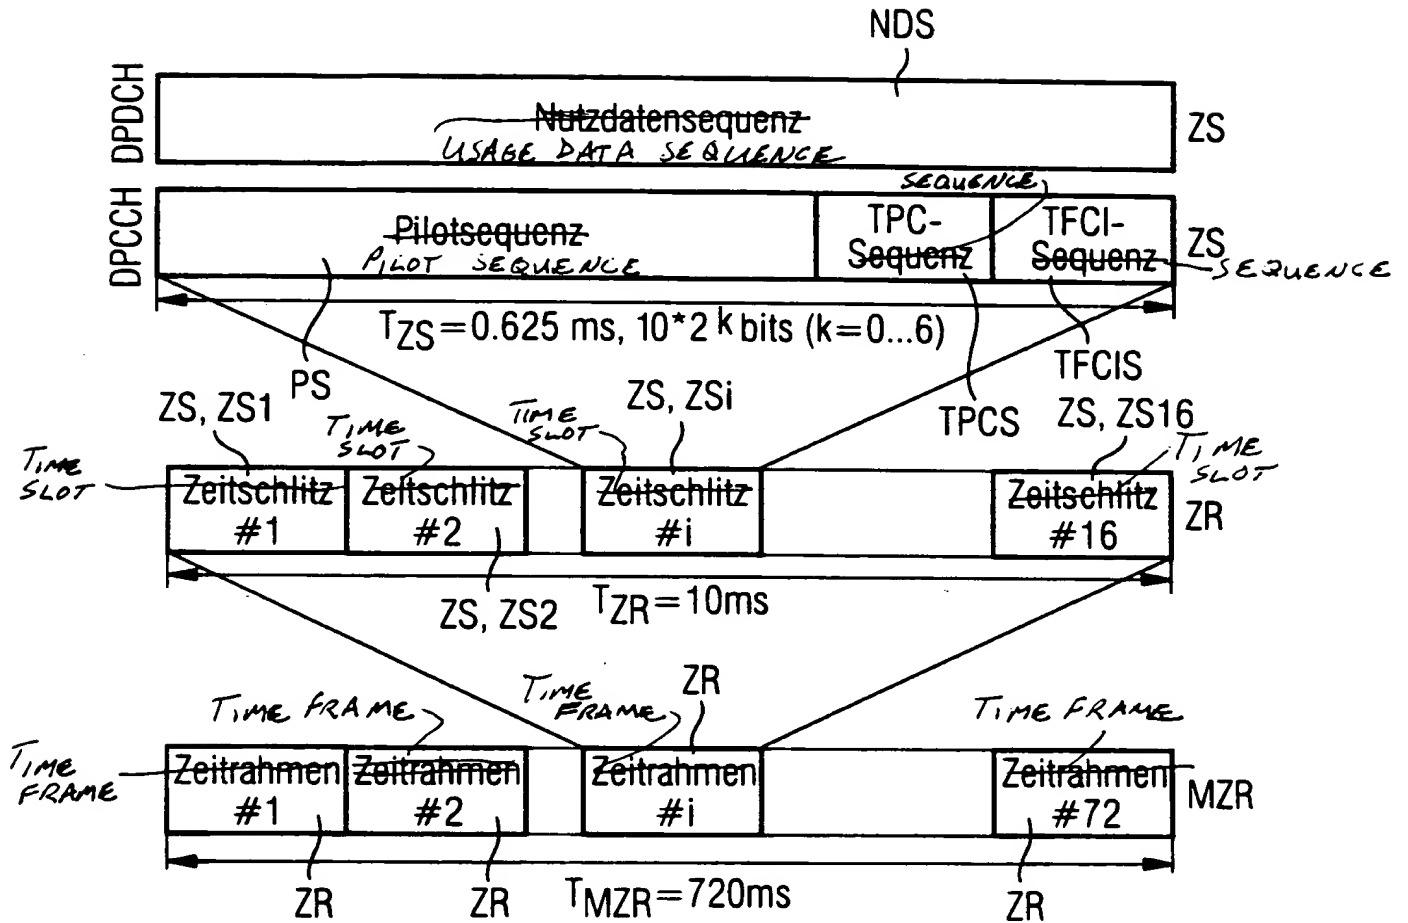 NDS
DPDCH
Nutzdatensequenz
USAGE DATA SEQUENCE
ZS
SEQUENCE
DPCCH
Pilotsequenz
PILOT SEQUENCE
TPC-
Sequenz
TFCI-
Sequenz
ZS
SEQUENCE
TZS=0.625 ms, 10*2 k bits (k=0...6)
PS
TPCS
TFCIS
ZS, ZS1
TIME
SLOT
TIME
SLOT
ZS, ZSi
ZS, ZS16
TIME
SLOT
TIME
SLOT
Zeitschlitz
#1
Zeitschlitz
#2
Zeitschlitz
#i
Zeitschlitz
#16
ZR
ZS, ZS2
TZR=10ms
TIME FRAME
TIME
FRAME
ZR
TIME FRAME
TIME
FRAME
Zeitrahmen
#1
Zeitrahmen
#2
Zeitrahmen
#i
Zeitrahmen
#72
MZR
ZR
ZR
TMZR=720ms
ZR